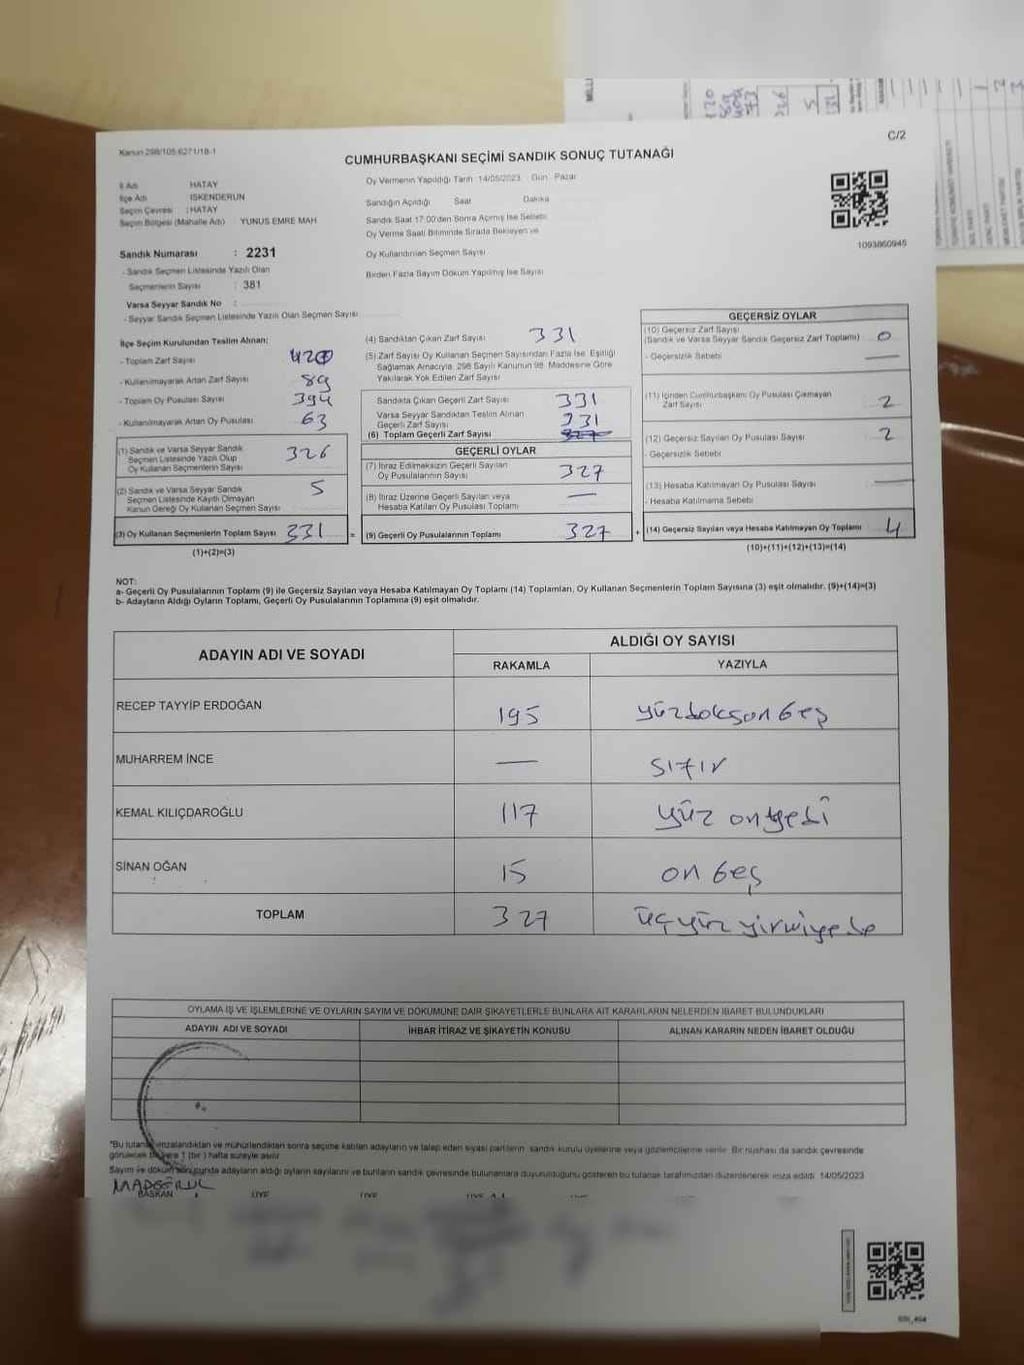 C/2
Kanun 298/105 6271/18-1
CUMHURBAŞKANI SEÇİMİ SANDIK SONUÇ TUTANAĞI
İl Adı HATAY
İlçe Adı İSKENDERUN
Seçim Çevresi : HATAY
Seçim Bölgesi (Mahalle Adı) YUNUS EMRE MAH.
Sandık Numarası : 2231
- Sandık Seçmen Listesinde Yazılı Olan
Seçmenlerin Sayısı : 381
Varsa Seyyar Sandık No :
- Seyyar Sandık Seçmen Listesinde Yazılı Olan Seçmen Sayısı
Oy Vermenin Yapıldığı Tarih 14/05/2023 Gün Pazar
Sandığın Açıldığı Saat Dakika
Sandık Saat 17.00'den Sonra Açılmış İse Sebebi
Oy Verme Saati Bitiminde Sırada Bekleyen ve
Oy Kullandırılan Seçmen Sayısı
Birden Fazla Sayım Döküm Yapılmış İse Sayısı
1093860945
İlçe Seçim Kurulundan Teslim Alınan;
- Toplam Zarf Sayısı 420
- Kullanılmayarak Artan Zarf Sayısı 89
- Toplam Oy Pusulası Sayısı 394
- Kullanılmayarak Artan Oy Pusulası 63
(1) Sandık ve Varsa Seyyar Sandık
Seçmen Listesinde Yazılı Olup
Oy Kullanan Seçmenlerin Sayısı 326
(2) Sandık ve Varsa Seyyar Sandık
Seçmen Listesinde Kayıtlı Olmayan
Kanun Gereği Oy Kullanan Seçmen Sayısı 5
(3) Oy Kullanan Seçmenlerin Toplam Sayısı 331 =
(1)+(2)=(3)
(4) Sandıktan Çıkan Zarf Sayısı 331
(5) Zarf Sayısı Oy Kullanan Seçmen Sayısından Fazla İse, Eşitliği
Sağlamak Amacıyla, 298 Sayılı Kanunun 98. Maddesine Göre
Yakılarak Yok Edilen Zarf Sayısı
Sandıkta Çıkan Geçerli Zarf Sayısı 331
Varsa Seyyar Sandıktan Teslim Alınan
Geçerli Zarf Sayısı 331
(6) Toplam Geçerli Zarf Sayısı 327
GEÇERLİ OYLAR
(7) İtiraz Edilmeksizin Geçerli Sayılan
Oy Pusulalarının Sayısı 327
(8) İtiraz Üzerine Geçerli Sayılan veya
Hesaba Katılan Oy Pusulası Toplamı —
(9) Geçerli Oy Pusulalarının Toplamı 327 +
GEÇERSİZ OYLAR
(10) Geçersiz Zarf Sayısı
(Sandık ve Varsa Seyyar Sandık Geçersiz Zarf Toplamı) 0
- Geçersizlik Sebebi —
(11) İçinden Cumhurbaşkanı Oy Pusulası Çıkmayan
Zarf Sayısı 2
(12) Geçersiz Sayılan Oy Pusulası Sayısı 2
- Geçersizlik Sebebi
(13) Hesaba Katılmayan Oy Pusulası Sayısı —
- Hesaba Katılmama Sebebi
(14) Geçersiz Sayılan veya Hesaba Katılmayan Oy Toplamı 4
(10)+(11)+(12)+(13)=(14)
NOT:
a- Geçerli Oy Pusulalarının Toplamı (9) ile Geçersiz Sayılan veya Hesaba Katılmayan Oy Toplamı (14) Toplamları, Oy Kullanan Seçmenlerin Toplam Sayısına (3) eşit olmalıdır. (9)+(14)=(3)
b- Adayların Aldığı Oyların Toplamı, Geçerli Oy Pusulalarının Toplamına (9) eşit olmalıdır.
ADAYIN ADI VE SOYADI ALDIĞI OY SAYISI
RAKAMLA YAZIYLA
RECEP TAYYİP ERDOĞAN 195 yüzdoksan beş
MUHARREM İNCE — sıfır
KEMAL KILIÇDAROĞLU 117 yüz onyedi
SİNAN OĞAN 15 on beş
TOPLAM 327 üçyüz yirmiyedi
OYLAMA İŞ VE İŞLEMLERİNE VE OYLARIN SAYIM VE DÖKÜMÜNE DAİR ŞİKAYETLERLE BUNLARA AİT KARARLARIN NELERDEN İBARET BULUNDUKLARI
ADAYIN ADI VE SOYADI İHBAR İTİRAZ VE ŞİKAYETİN KONUSU ALINAN KARARIN NEDEN İBARET OLDUĞU
*Bu tutanak imzalandıktan ve mühürlendikten sonra seçime katılan adayların ve talep eden siyasi partilerin sandık kurulu üyelerine veya gözlemcilerine verilir. Bir nüshası da sandık çevresinde
görülecek bir yere 1 (bir) hafta süreyle asılır.
Sayım ve döküm sonucunda adayların aldığı oyların sayılarını ve bunların sandık çevresinde bulunanlara duyurulduğunu gösteren bu tutanak tarafımızdan düzenlenerek imza edildi. 14/05/2023
BAŞKAN ÜYE ÜYE